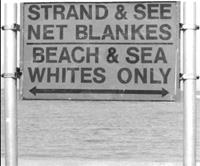 STRAND & SEE
NET BLANKES
BEACH & SEA
WHITES ONLY